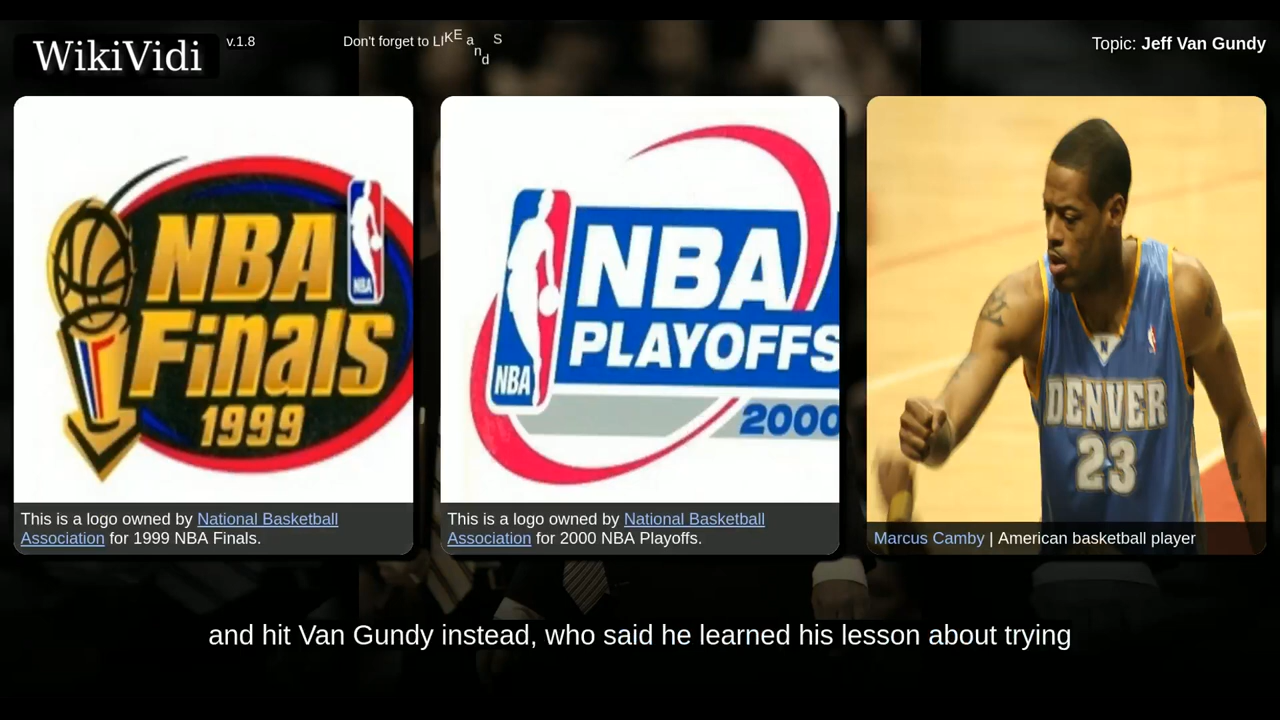 WikiVidi
v.1.8
Don't forget to LIKE and S
Topic: Jeff Van Gundy
NBA
Finals
1999
NBA
NBA
PLAYOFFS
NBA
2000
DENVER
23
This is a logo owned by National Basketball
Association for 1999 NBA Finals.
This is a logo owned by National Basketball
Association for 2000 NBA Playoffs.
Marcus Camby | American basketball player
and hit Van Gundy instead, who said he learned his lesson about trying